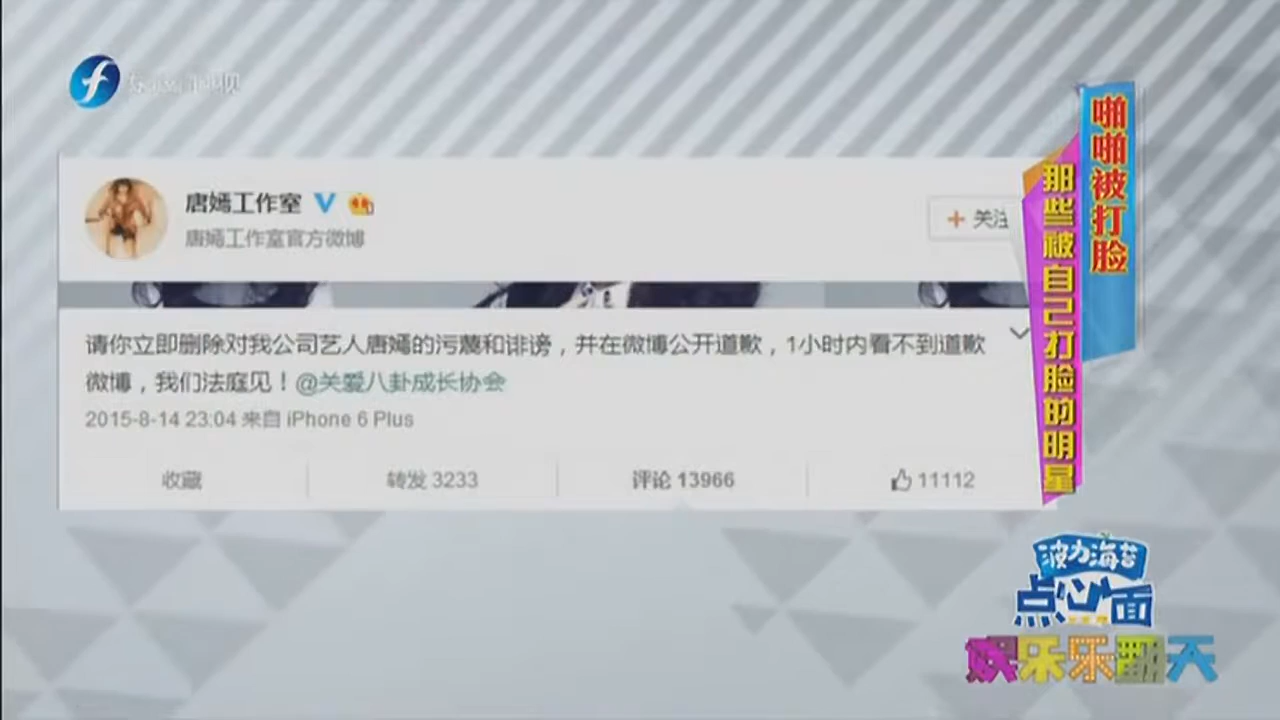 唐嫣工作室
唐嫣工作室官方微博
+ 关注
请你立即删除对我公司艺人唐嫣的污蔑和诽谤，并在微博公开道歉，1小时内看不到道歉
微博，我们法庭见！@关爱八卦成长协会
2015-8-14 23:04 来自 iPhone 6 Plus
收藏
转发 3233
评论 13966
11112
啪啪被打脸
那些被自己打脸的明星
波力海苔
点心面
娱乐乐翻天